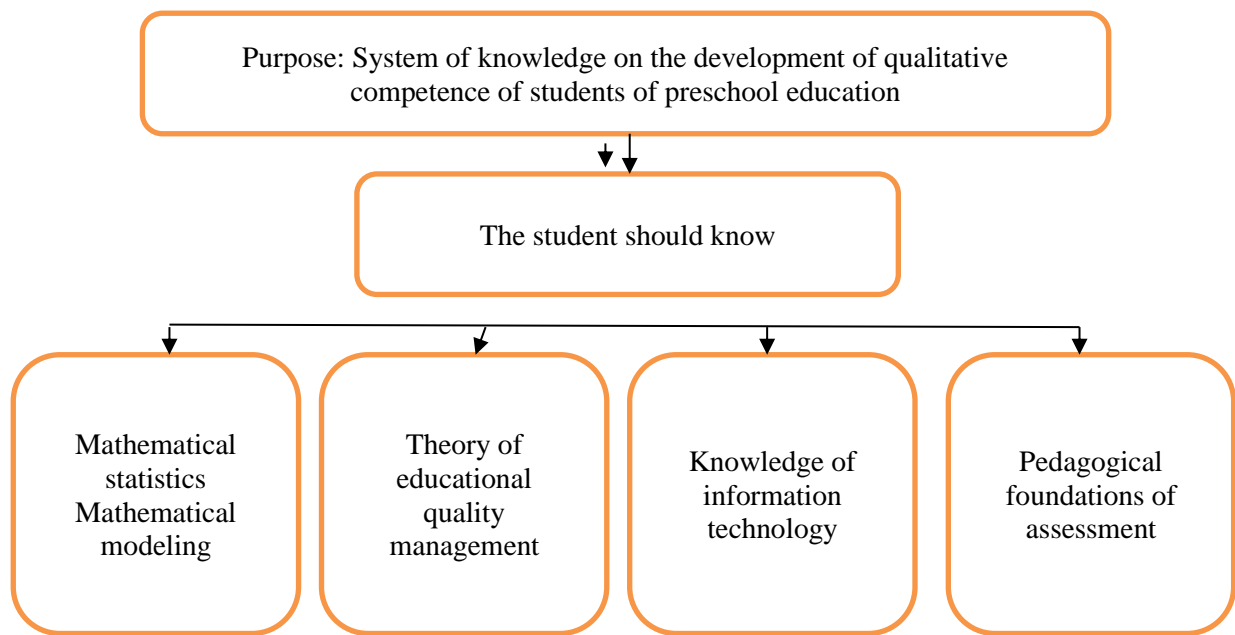 Purpose: System of knowledge on the development of qualitative
competence of students of preschool education
The student should know
Mathematical
statistics
Mathematical
modeling
Theory of
educational
quality
management
Knowledge of
information
technology
Pedagogical
foundations of
assessment